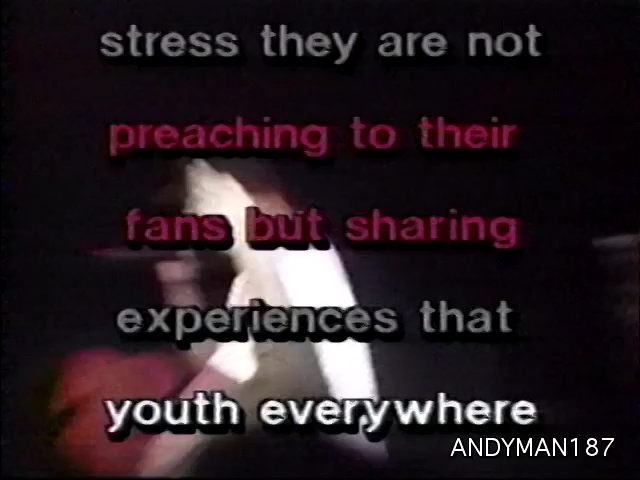 stress they are not
preaching to their
fans but sharing
experiences that
youth everywhere
ANDYMAN187